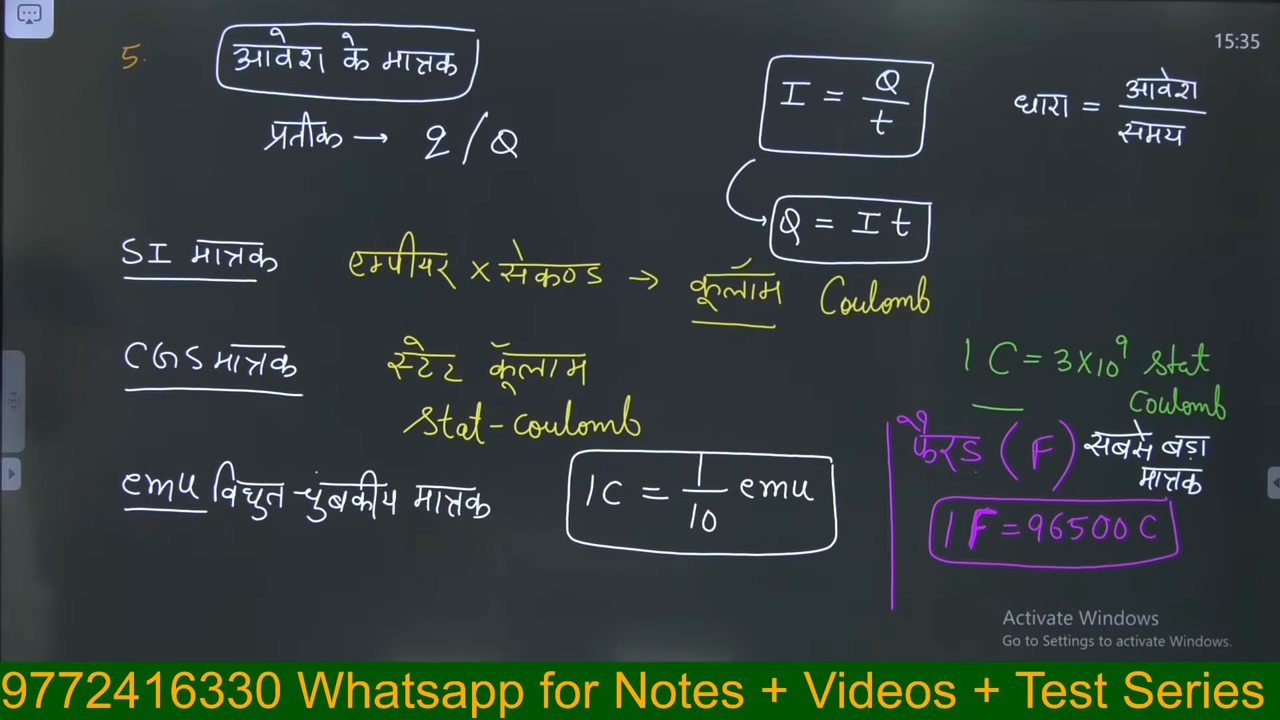 15:35
5.
आवेश के मात्रक
प्रतीक → q / Q
I = Q / t
धारा = आवेश / समय
Q = I t
SI मात्रक एम्पीयर × सेकण्ड → कूलॉम Coulomb
CGS मात्रक स्टेट कूलॉम
stat-coulomb
1 C = 3×10⁹ stat
Coulomb
फैरड (F) सबसे बड़ा
मात्रक
emu विद्युत-चुंबकीय मात्रक
1C = 1/10 emu
1 F = 96500 C
Activate Windows
Go to Settings to activate Windows.
9772416330 Whatsapp for Notes + Videos + Test Series